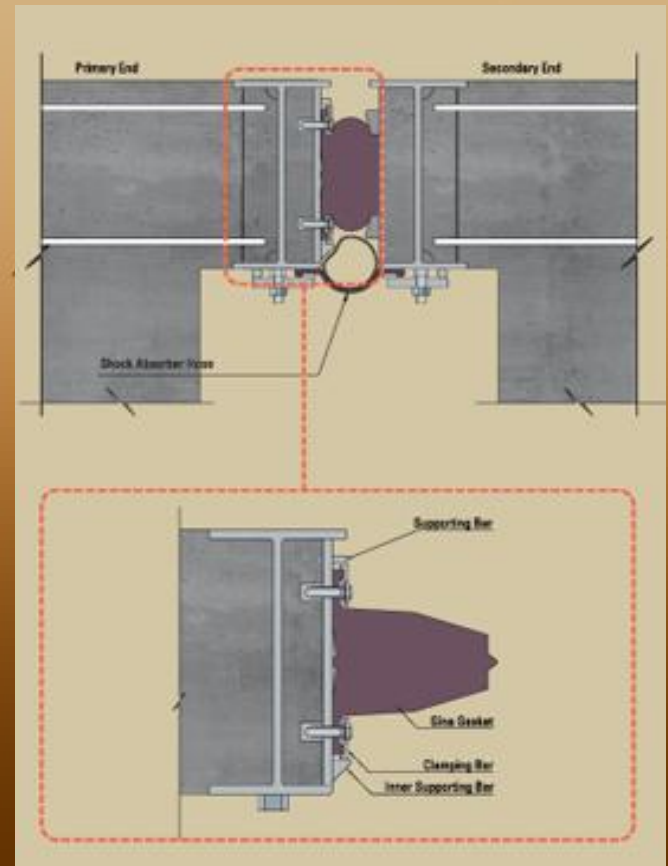 Primary End
Secondary End
Shock Absorber Hose
Supporting Bar
Gina Gasket
Clamping Bar
Inner Supporting Bar